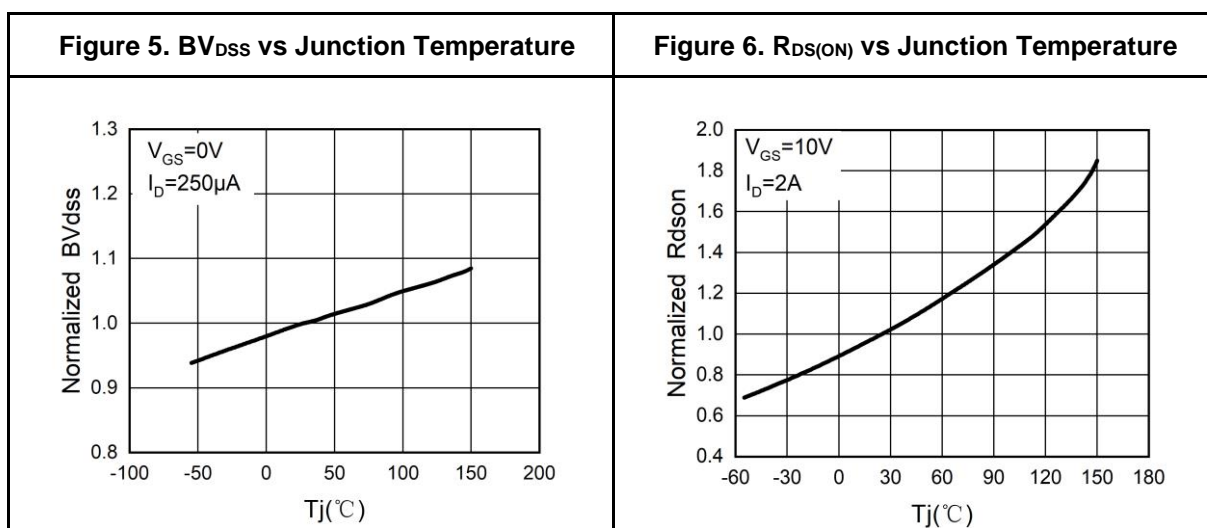 Figure 5. BVDSS vs Junction Temperature
Figure 6. RDS(ON) vs Junction Temperature
1.3
1.2
1.1
1.0
0.9
0.8
VGS=0V
ID=250μA
Normalized BVdss
-100 -50 0 50 100 150 200
Tj(℃)
2.0
1.8
1.6
1.4
1.2
1.0
0.8
0.6
0.4
VGS=10V
ID=2A
Normalized Rdson
-60 -30 0 30 60 90 120 150 180
Tj(℃)